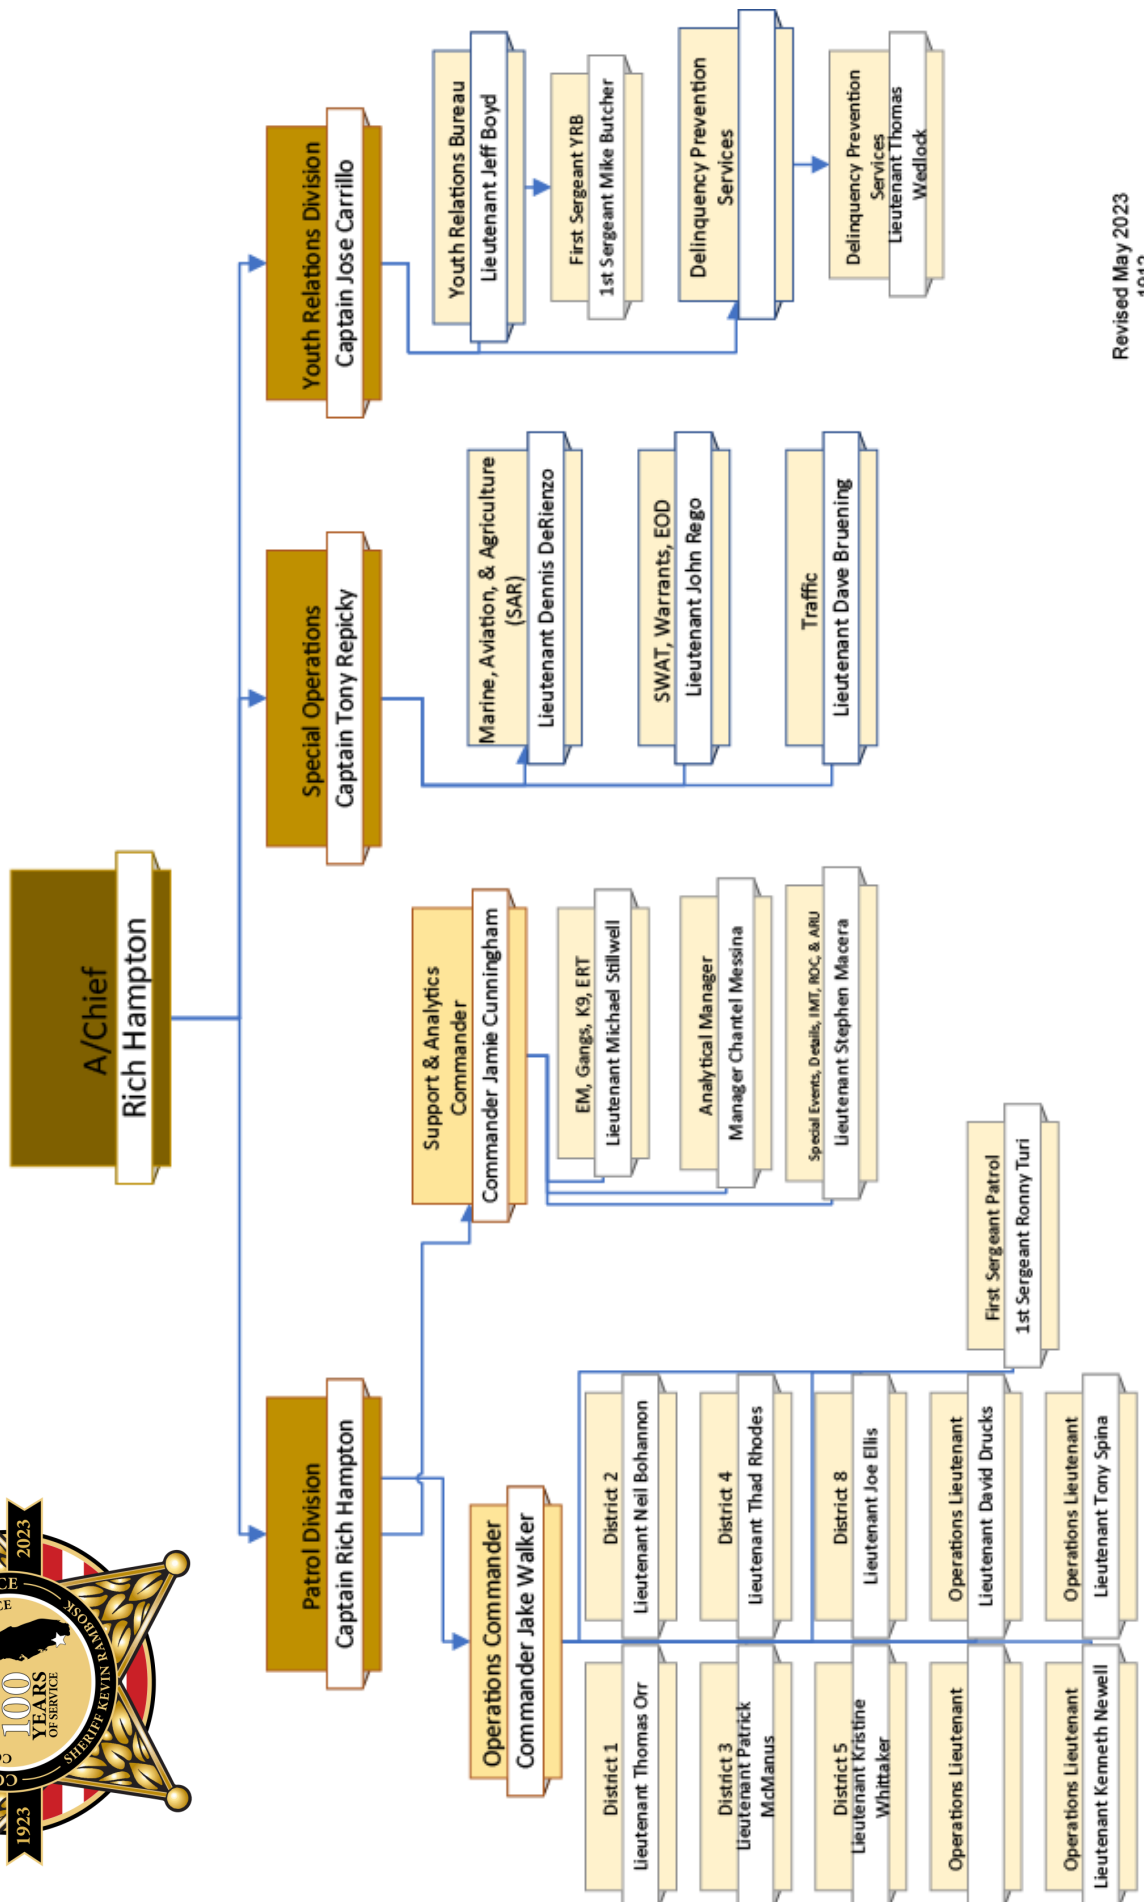 1923
2023
100
YEARS
OF SERVICE
SHERIFF KEVIN RAMBOSK
A/Chief
Rich Hampton
Patrol Division
Captain Rich Hampton
Special Operations
Captain Tony Repicky
Youth Relations Division
Captain Jose Carrillo
Operations Commander
Commander Jake Walker
Support & Analytics
Commander
Commander Jamie Cunningham
Marine, Aviation, & Agriculture
(SAR)
Lieutenant Dennis DeRienzo
Youth Relations Bureau
Lieutenant Jeff Boyd
District 1
Lieutenant Thomas Orr
District 2
Lieutenant Neil Bohannon
EM, Gangs, K9, ERT
Lieutenant Michael Stillwell
SWAT, Warrants, EOD
Lieutenant John Rego
First Sergeant YRB
1st Sergeant Mike Butcher
District 3
Lieutenant Patrick
McManus
District 4
Lieutenant Thad Rhodes
Analytical Manager
Manager Chantel Messina
Traffic
Lieutenant Dave Bruening
Delinquency Prevention
Services
District 5
Lieutenant Kristine
Whittaker
District 8
Lieutenant Joe Ellis
Special Events, Details, IMT, ROC, & ARU
Lieutenant Stephen Macera
Delinquency Prevention
Services
Lieutenant Thomas
Wedlock
Operations Lieutenant
Operations Lieutenant
Lieutenant David Drucks
First Sergeant Patrol
1st Sergeant Ronny Turi
Operations Lieutenant
Lieutenant Kenneth Newell
Operations Lieutenant
Lieutenant Tony Spina
Revised May 2023